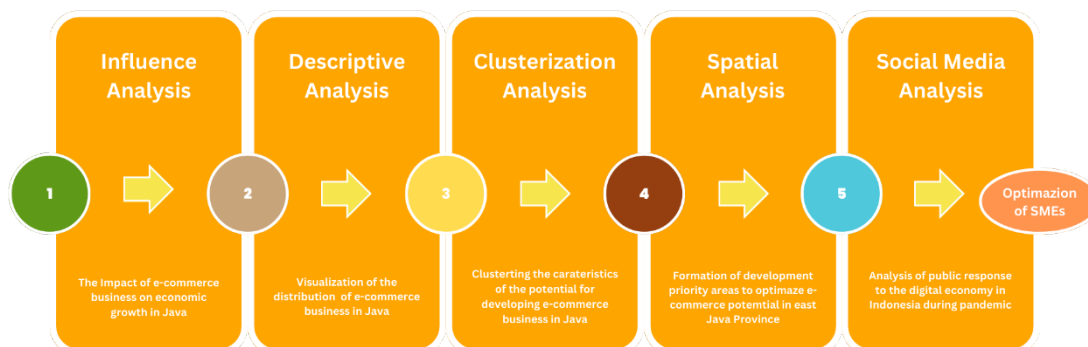 Influence
Analysis
Descriptive
Analysis
Clusterization
Analysis
Spatial
Analysis
Social Media
Analysis
1
2
3
4
5
Optimazion
of SMEs
The Impact of e-commerce
business on economic
growth in Java
Visualization of the
distribution of e-commerce
business in Java
Clusterting the carateristics
of the potential for
developing e-commerce
business in Java
Formation of development
priority areas to optimaze e-
commerce potential in east
Java Province
Analysis of public response
to the digital economy in
Indonesia during pandemic